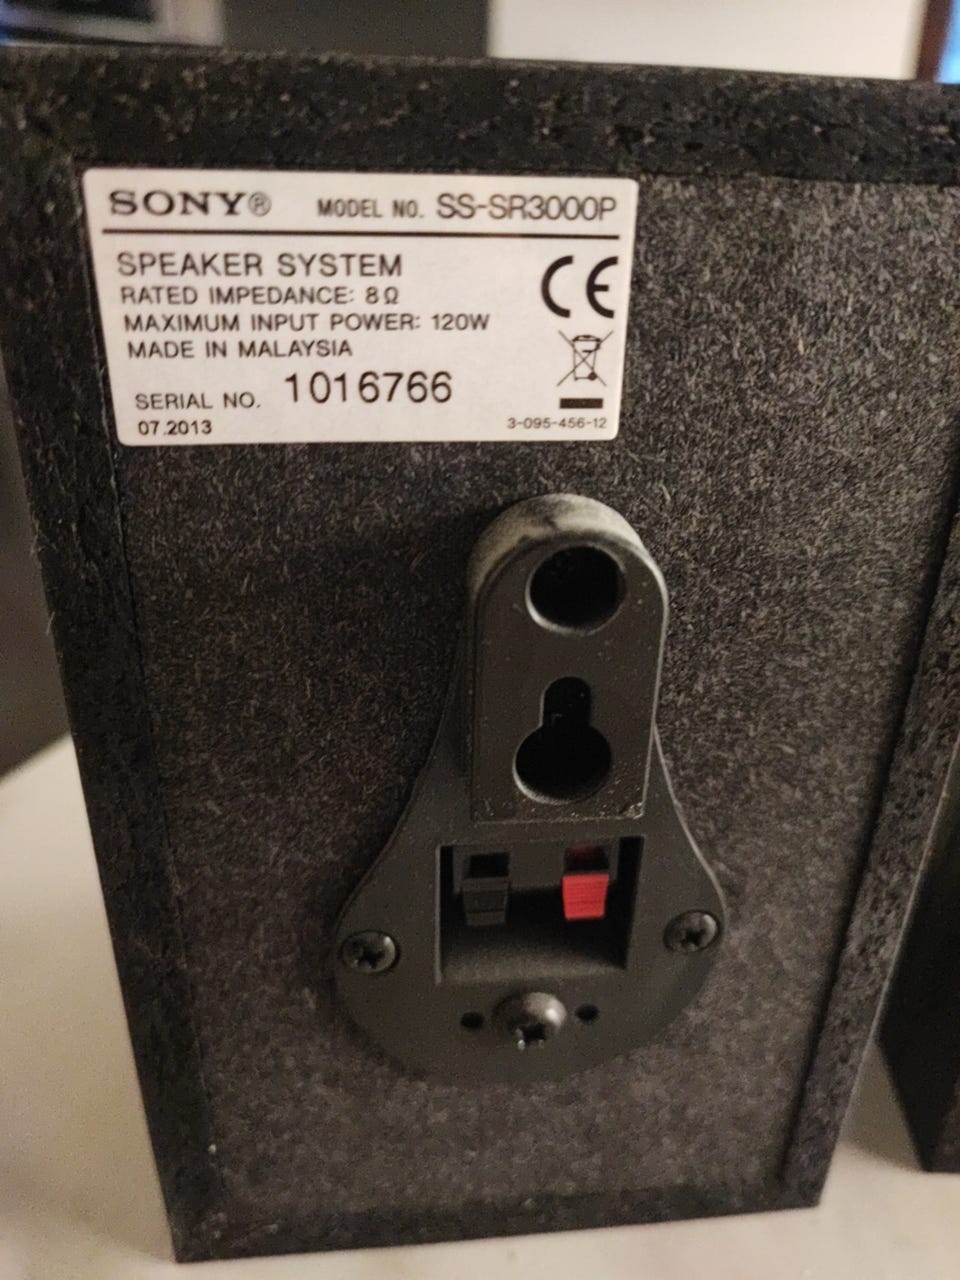 SONY® MODEL NO. SS-SR3000P
SPEAKER SYSTEM
RATED IMPEDANCE: 8Ω
MAXIMUM INPUT POWER: 120W
MADE IN MALAYSIA
SERIAL NO. 1016766
07.2013 3-095-456-12
CE